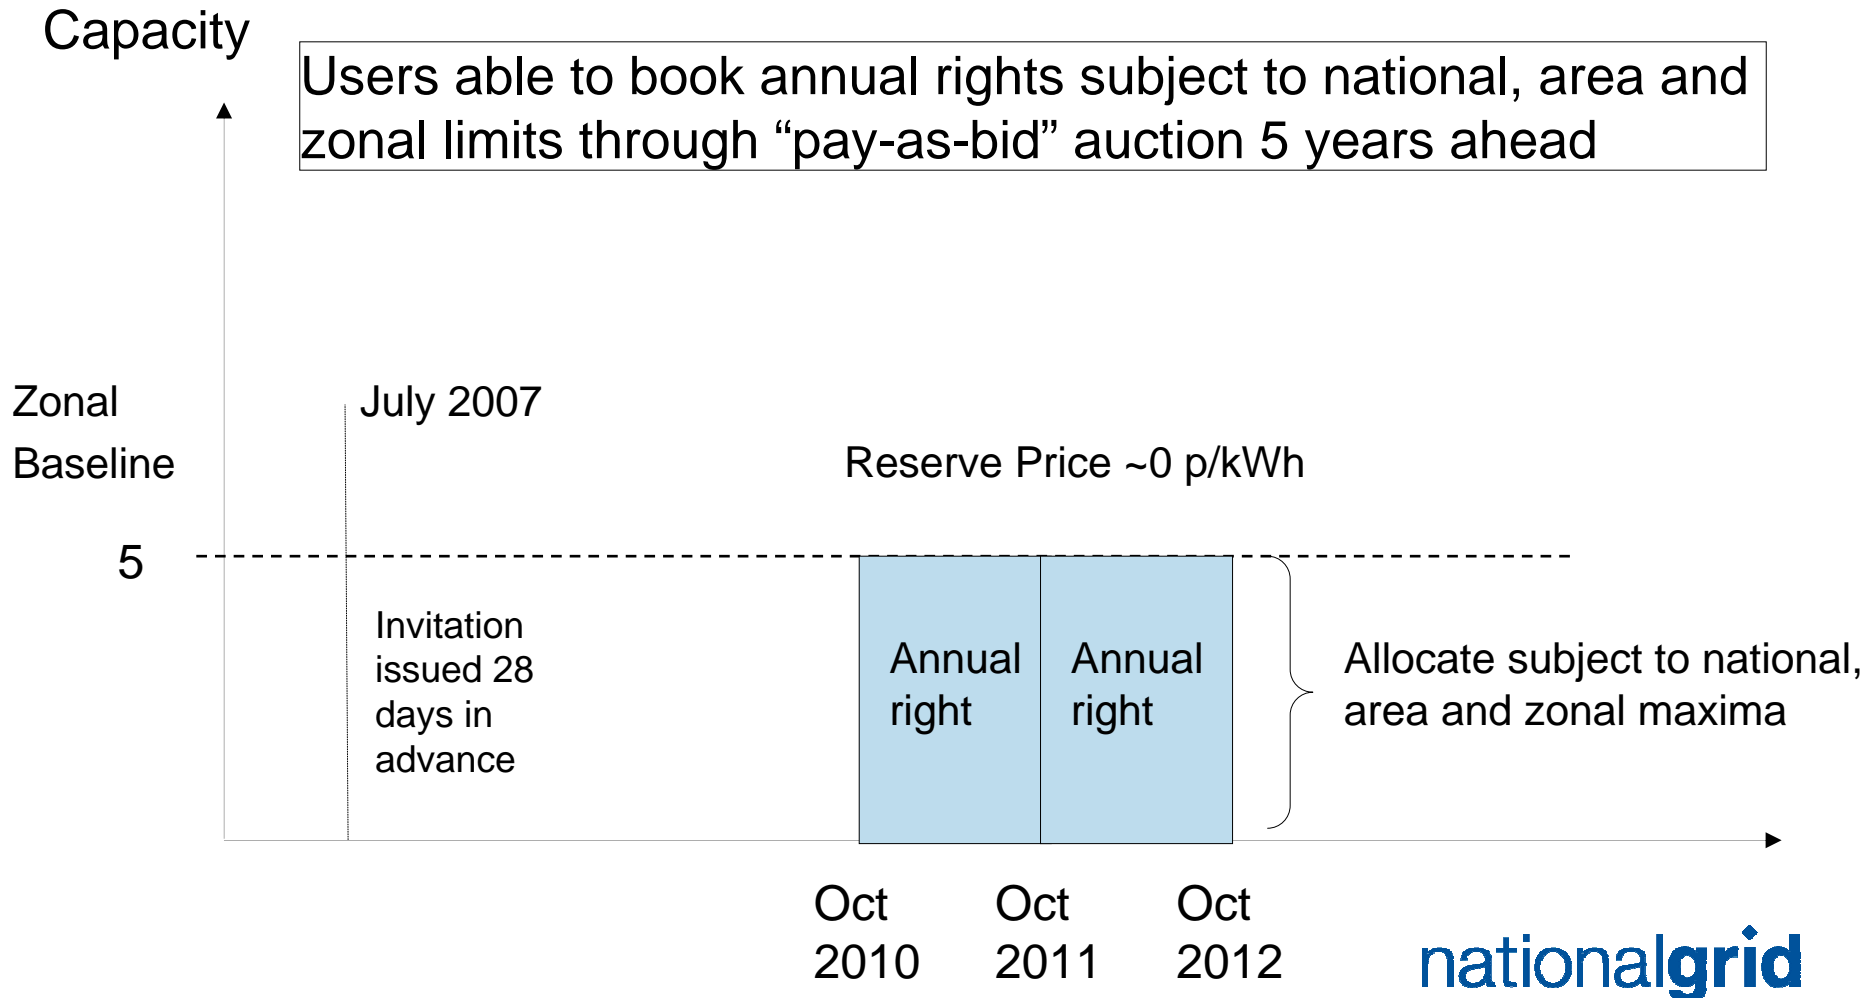 Capacity
Users able to book annual rights subject to national, area and
zonal limits through “pay-as-bid” auction 5 years ahead
Zonal
Baseline
July 2007
Reserve Price ~0 p/kWh
5
Invitation
issued 28
days in
advance
Annual
right
Annual
right
Allocate subject to national,
area and zonal maxima
Oct
2010
Oct
2011
Oct
2012
nationalgrid